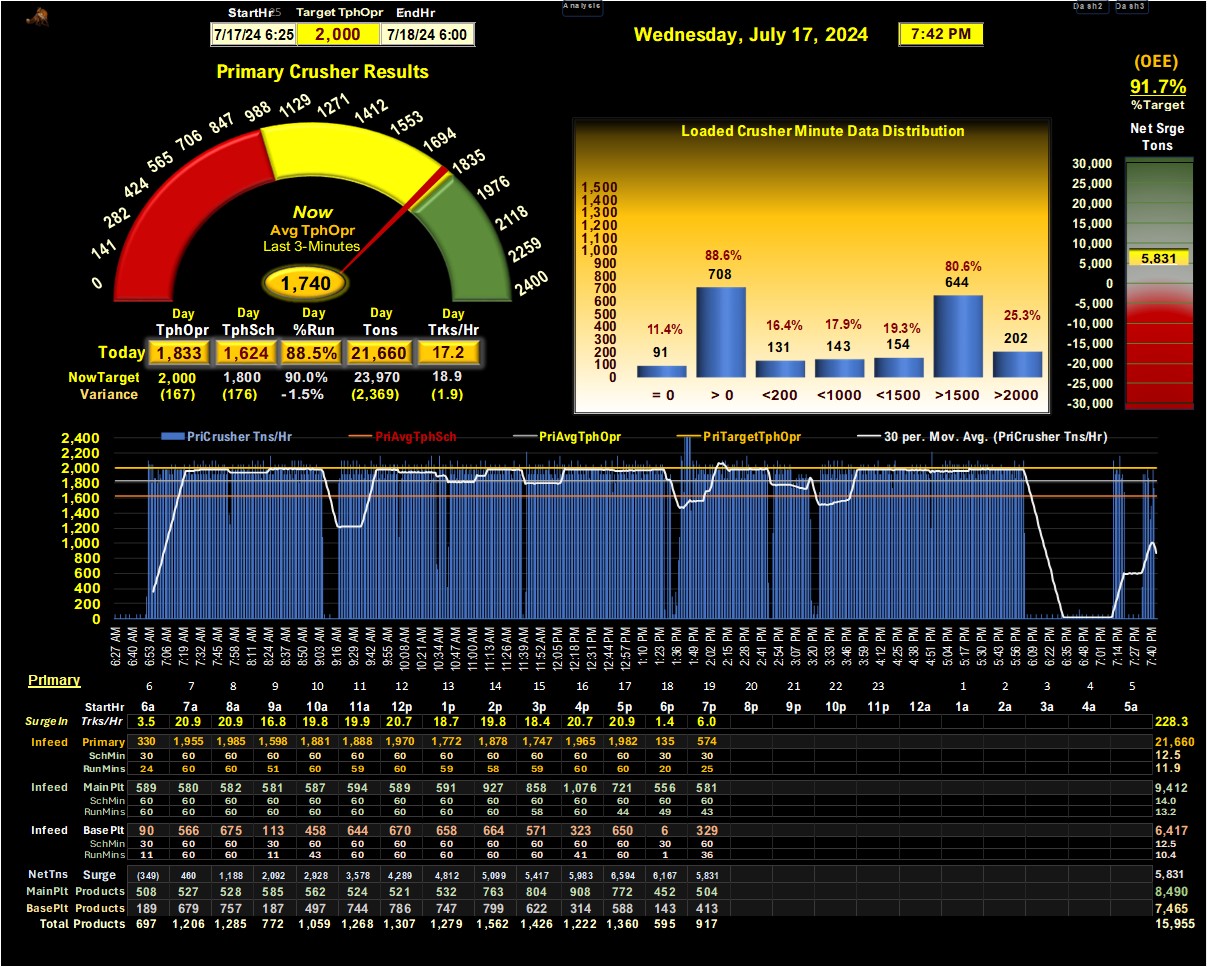 Analysis
Dash2 Dash3
StartHr25 Target TphOpr EndHr
7/17/24 6:25 2,000 7/18/24 6:00
Wednesday, July 17, 2024 7:42 PM
(OEE)
91.7%
%Target
Net Srge
Tons
Primary Crusher Results
0 141 282 424 565 706 847 988 1129 1271 1412 1553 1694 1835 1976 2118 2259 2400
Now
Avg TphOpr
Last 3-Minutes
1,740
Day Day Day Day Day
TphOpr TphSch %Run Tons Trks/Hr
Today 1,833 1,624 88.5% 21,660 17.2
NowTarget 2,000 1,800 90.0% 23,970 18.9
Variance (167) (176) -1.5% (2,369) (1.9)
Loaded Crusher Minute Data Distribution
1,500
1,400
1,300
1,200
1,100
1,000
900
800
700
600
500
400
300
200
100
0
11.4% 88.6% 16.4% 17.9% 19.3% 80.6% 25.3%
91 708 131 143 154 644 202
= 0 > 0 <200 <1000 <1500 >1500 >2000
30,000
25,000
20,000
15,000
10,000
5,000
0
-5,000
-10,000
-15,000
-20,000
-25,000
-30,000
5,831
PriCrusher Tns/Hr PriAvgTphSch PriAvgTphOpr PriTargetTphOpr 30 per. Mov. Avg. (PriCrusher Tns/Hr)
2,400
2,200
2,000
1,800
1,600
1,400
1,200
1,000
800
600
400
200
0
6:27 AM 6:40 AM 6:53 AM 7:06 AM 7:19 AM 7:32 AM 7:45 AM 7:58 AM 8:11 AM 8:24 AM 8:37 AM 8:50 AM 9:03 AM 9:16 AM 9:29 AM 9:42 AM 9:55 AM 10:08 AM 10:21 AM 10:34 AM 10:47 AM 11:00 AM 11:13 AM 11:26 AM 11:39 AM 11:52 AM 12:05 PM 12:18 PM 12:31 PM 12:44 PM 12:57 PM 1:10 PM 1:23 PM 1:36 PM 1:49 PM 2:02 PM 2:15 PM 2:28 PM 2:41 PM 2:54 PM 3:07 PM 3:20 PM 3:33 PM 3:46 PM 3:59 PM 4:12 PM 4:25 PM 4:38 PM 4:51 PM 5:04 PM 5:17 PM 5:30 PM 5:43 PM 5:56 PM 6:09 PM 6:22 PM 6:35 PM 6:48 PM 7:01 PM 7:14 PM 7:27 PM 7:40 PM
Primary
6 7 8 9 10 11 12 13 14 15 16 17 18 19 20 21 22 23 1 2 3 4 5
StartHr 6a 7a 8a 9a 10a 11a 12p 1p 2p 3p 4p 5p 6p 7p 8p 9p 10p 11p 12a 1a 2a 3a 4a 5a
SurgeIn Trks/Hr 3.5 20.9 20.9 16.8 19.8 19.9 20.7 18.7 19.8 18.4 20.7 20.9 1.4 6.0 228.3
Infeed Primary 330 1,955 1,985 1,598 1,881 1,888 1,970 1,772 1,878 1,747 1,965 1,982 135 574 21,660
SchMin 30 60 60 60 60 60 60 60 60 60 60 60 30 30 12.5
RunMins 24 60 60 51 60 59 60 59 58 59 60 60 20 25 11.9
Infeed MainPlt 589 580 582 581 587 594 589 591 927 858 1,076 721 556 581 9,412
SchMin 60 60 60 60 60 60 60 60 60 60 60 60 60 60 14.0
RunMins 60 60 60 60 60 60 60 60 60 58 60 44 49 43 13.2
Infeed Base Plt 90 566 675 113 458 644 670 658 664 571 323 650 6 329 6,417
SchMin 30 60 60 30 60 60 60 60 60 60 60 60 30 60 12.5
RunMins 11 60 60 11 43 60 60 60 60 60 41 60 1 36 10.4
NetTns Surge (349) 460 1,188 2,092 2,928 3,578 4,289 4,812 5,099 5,417 5,983 6,594 6,167 5,831 5,831
MainPlt Products 508 527 528 585 562 524 521 532 763 804 908 772 452 504 8,490
BasePlt Products 189 679 757 187 497 744 786 747 799 622 314 588 143 413 7,465
Total Products 697 1,206 1,285 772 1,059 1,268 1,307 1,279 1,562 1,426 1,222 1,360 595 917 15,955